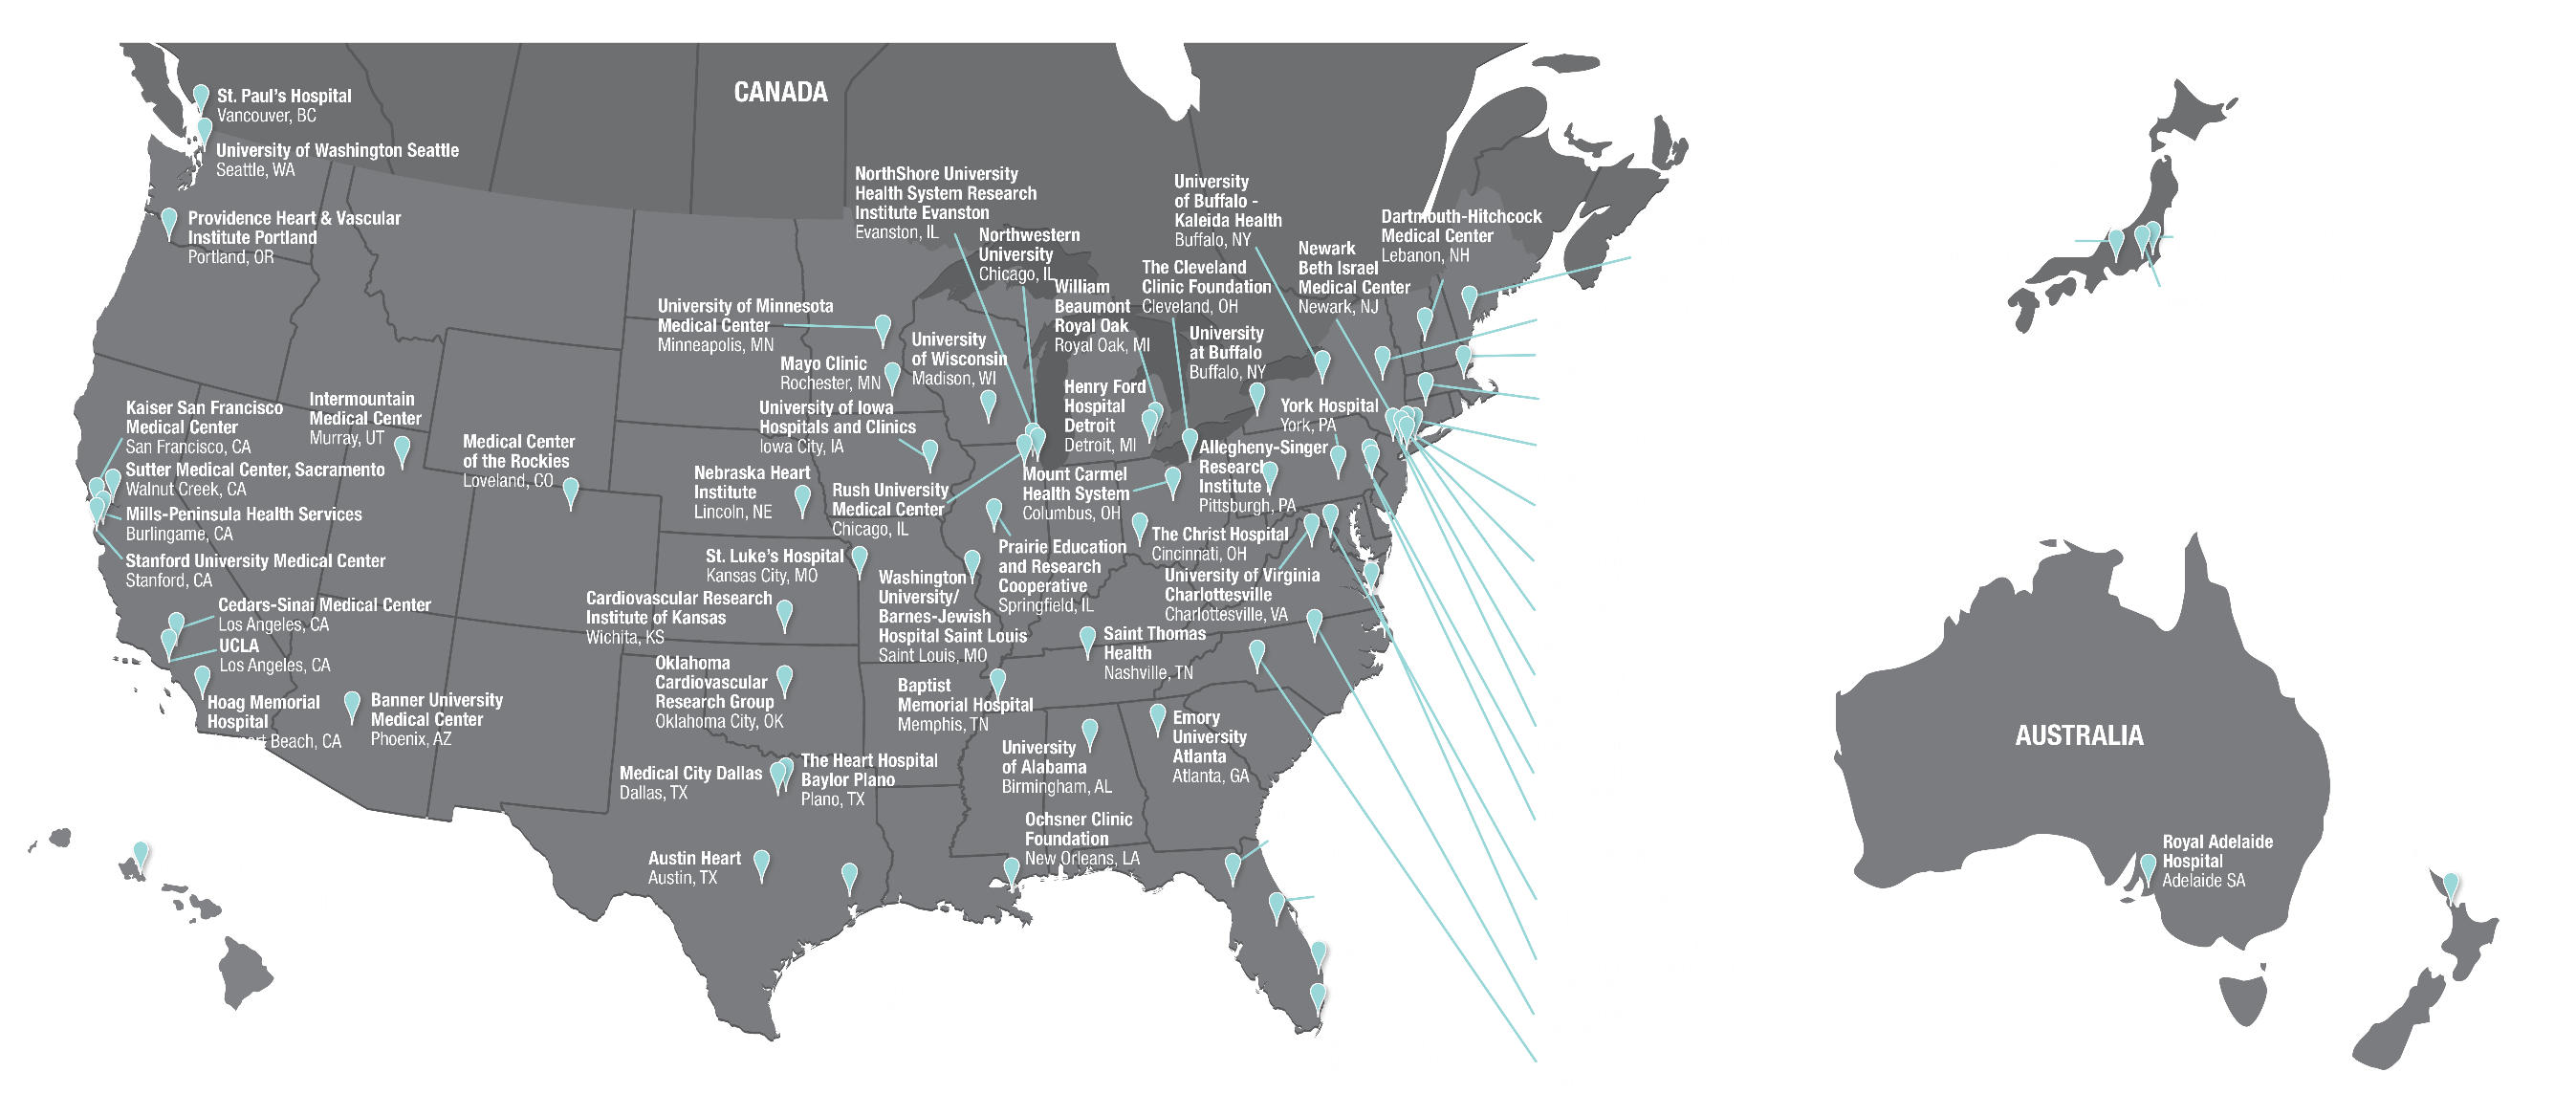 CANADA
St. Paul's Hospital
Vancouver, BC
University of Washington Seattle
Seattle, WA
Providence Heart & Vascular
Institute Portland
Portland, OR
NorthShore University
Health System Research
Institute Evanston
Evanston, IL
Northwestern
University
Chicago, IL
University
of Buffalo -
Kaleida Health
Buffalo, NY
Dartmouth-Hitchcock
Medical Center
Lebanon, NH
Newark
Beth Israel
Medical Center
Newark, NJ
The Cleveland
Clinic Foundation
Cleveland, OH
William
Beaumont
Royal Oak
Royal Oak, MI
University
at Buffalo
Buffalo, NY
University of Minnesota
Medical Center
Minneapolis, MN
University
of Wisconsin
Madison, WI
Mayo Clinic
Rochester, MN
Henry Ford
Hospital
Detroit
Detroit, MI
York Hospital
York, PA
University of Iowa
Hospitals and Clinics
Iowa City, IA
Intermountain
Medical Center
Murray, UT
Kaiser San Francisco
Medical Center
San Francisco, CA
Medical Center
of the Rockies
Loveland, CO
Sutter Medical Center, Sacramento
Walnut Creek, CA
Mills-Peninsula Health Services
Burlingame, CA
Stanford University Medical Center
Stanford, CA
Nebraska Heart
Institute
Lincoln, NE
Rush University
Medical Center
Chicago, IL
Mount Carmel
Health System
Columbus, OH
Allegheny-Singer
Research
Institute
Pittsburgh, PA
The Christ Hospital
Cincinnati, OH
Prairie Education
and Research
Cooperative
Springfield, IL
St. Luke's Hospital
Kansas City, MO
Washington
University/
Barnes-Jewish
Hospital Saint Louis
Saint Louis, MO
University of Virginia
Charlottesville
Charlottesville, VA
Cardiovascular Research
Institute of Kansas
Wichita, KS
Cedars-Sinai Medical Center
Los Angeles, CA
UCLA
Los Angeles, CA
Saint Thomas
Health
Nashville, TN
Oklahoma
Cardiovascular
Research Group
Oklahoma City, OK
Baptist
Memorial Hospital
Memphis, TN
Hoag Memorial
Hospital
Beach, CA
Banner University
Medical Center
Phoenix, AZ
Emory
University
Atlanta
Atlanta, GA
University
of Alabama
Birmingham, AL
Medical City Dallas
Dallas, TX
The Heart Hospital
Baylor Plano
Plano, TX
Ochsner Clinic
Foundation
New Orleans, LA
Austin Heart
Austin, TX
AUSTRALIA
Royal Adelaide
Hospital
Adelaide SA